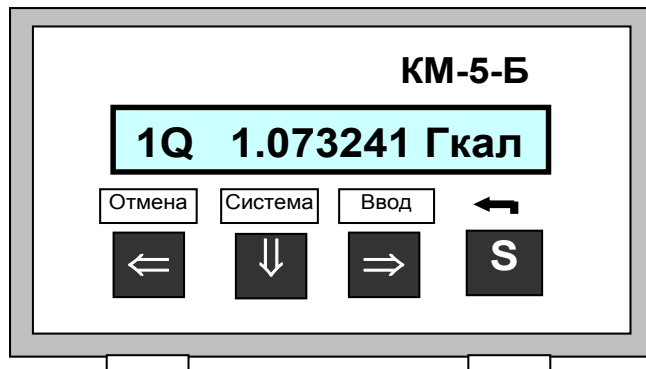 КМ-5-Б
1Q 1.073241 Гкал
Отмена Система Ввод
⇐ ⇓ ⇒ S